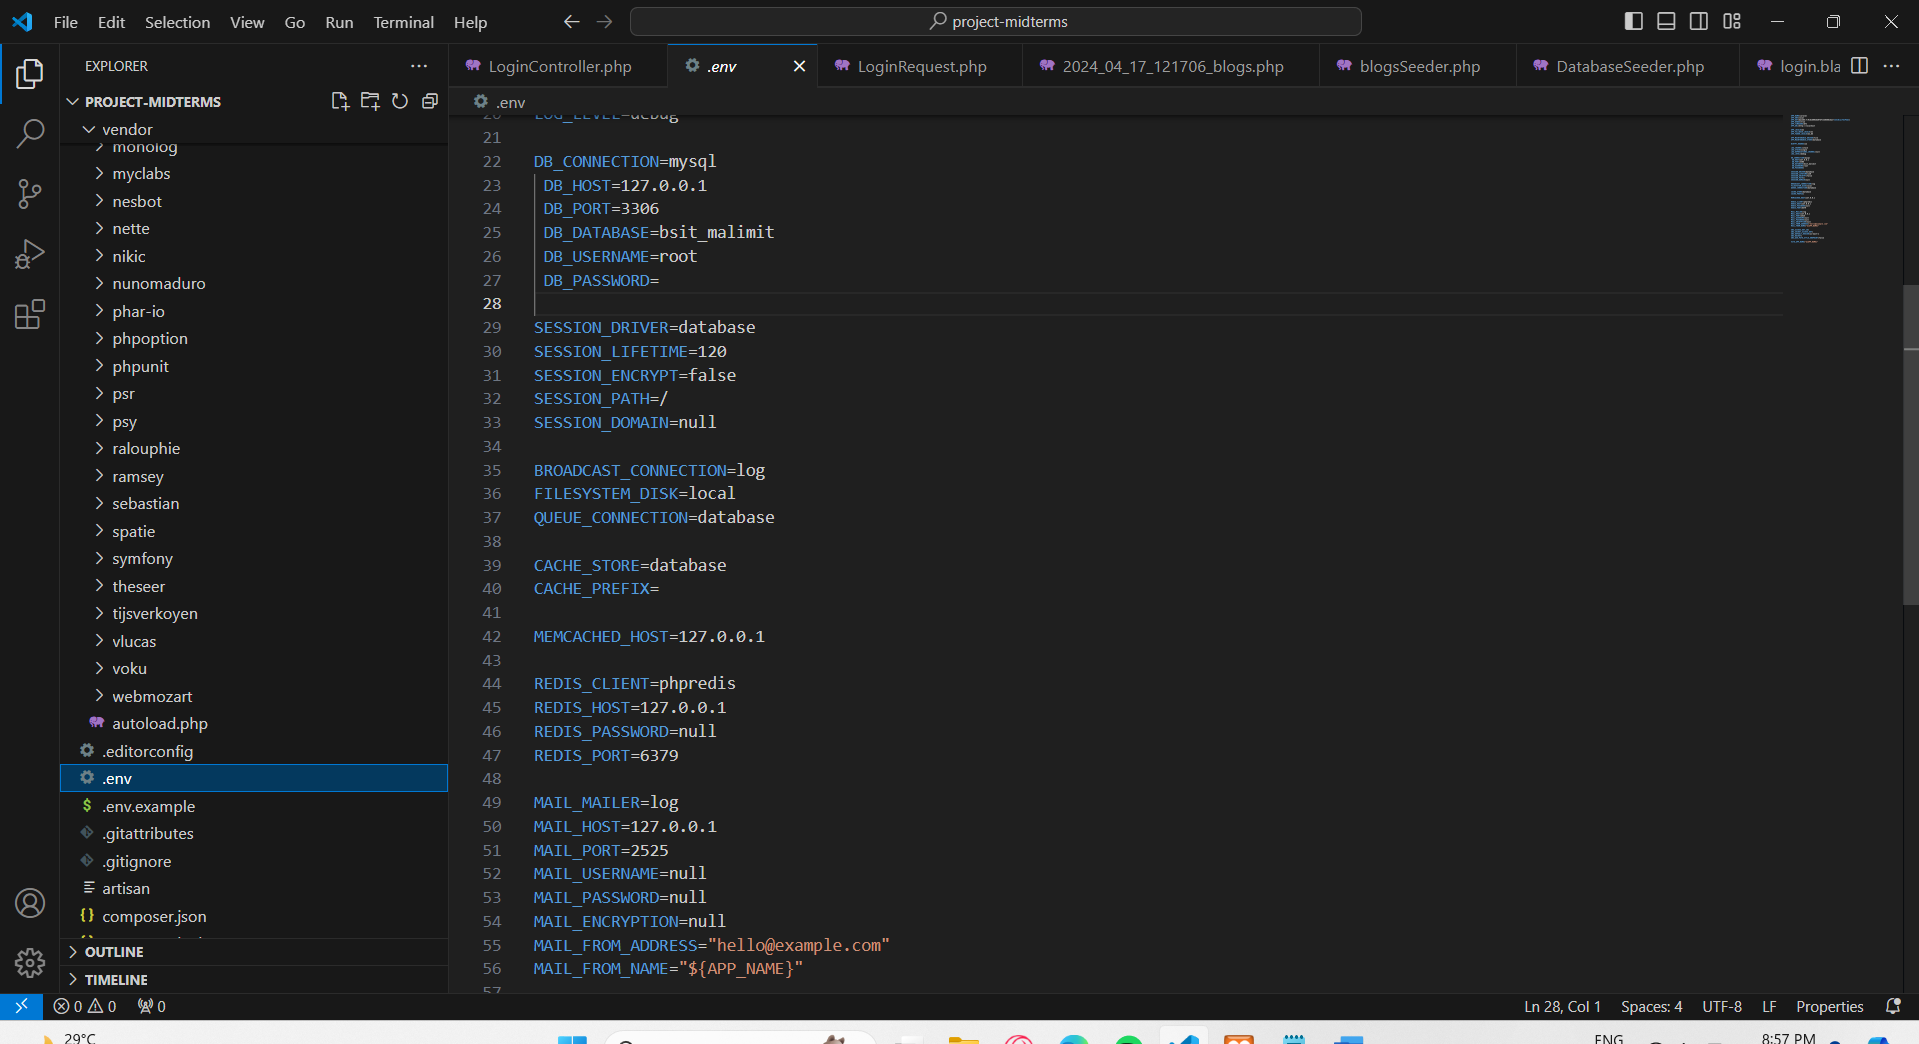 File Edit Selection View Go Run Terminal Help
project-midterms
EXPLORER
PROJECT-MIDTERMS
vendor
monolog
myclabs
nesbot
nette
nikic
nunomaduro
phar-io
phpoption
phpunit
psr
psy
ralouphie
ramsey
sebastian
spatie
symfony
theseer
tijsverkoyen
vlucas
voku
webmozart
autoload.php
.editorconfig
.env
.env.example
.gitattributes
.gitignore
artisan
composer.json
OUTLINE
TIMELINE
LoginController.php .env LoginRequest.php 2024_04_17_121706_blogs.php blogsSeeder.php DatabaseSeeder.php login.bla
.env
20 LOG_LEVEL=debug
21
22 DB_CONNECTION=mysql
23 DB_HOST=127.0.0.1
24 DB_PORT=3306
25 DB_DATABASE=bsit_malimit
26 DB_USERNAME=root
27 DB_PASSWORD=
28
29 SESSION_DRIVER=database
30 SESSION_LIFETIME=120
31 SESSION_ENCRYPT=false
32 SESSION_PATH=/
33 SESSION_DOMAIN=null
34
35 BROADCAST_CONNECTION=log
36 FILESYSTEM_DISK=local
37 QUEUE_CONNECTION=database
38
39 CACHE_STORE=database
40 CACHE_PREFIX=
41
42 MEMCACHED_HOST=127.0.0.1
43
44 REDIS_CLIENT=phpredis
45 REDIS_HOST=127.0.0.1
46 REDIS_PASSWORD=null
47 REDIS_PORT=6379
48
49 MAIL_MAILER=log
50 MAIL_HOST=127.0.0.1
51 MAIL_PORT=2525
52 MAIL_USERNAME=null
53 MAIL_PASSWORD=null
54 MAIL_ENCRYPTION=null
55 MAIL_FROM_ADDRESS="hello@example.com"
56 MAIL_FROM_NAME="${APP_NAME}"
57
0 0 0
Ln 28, Col 1 Spaces: 4 UTF-8 LF Properties
29°C
ENG
8:57 PM